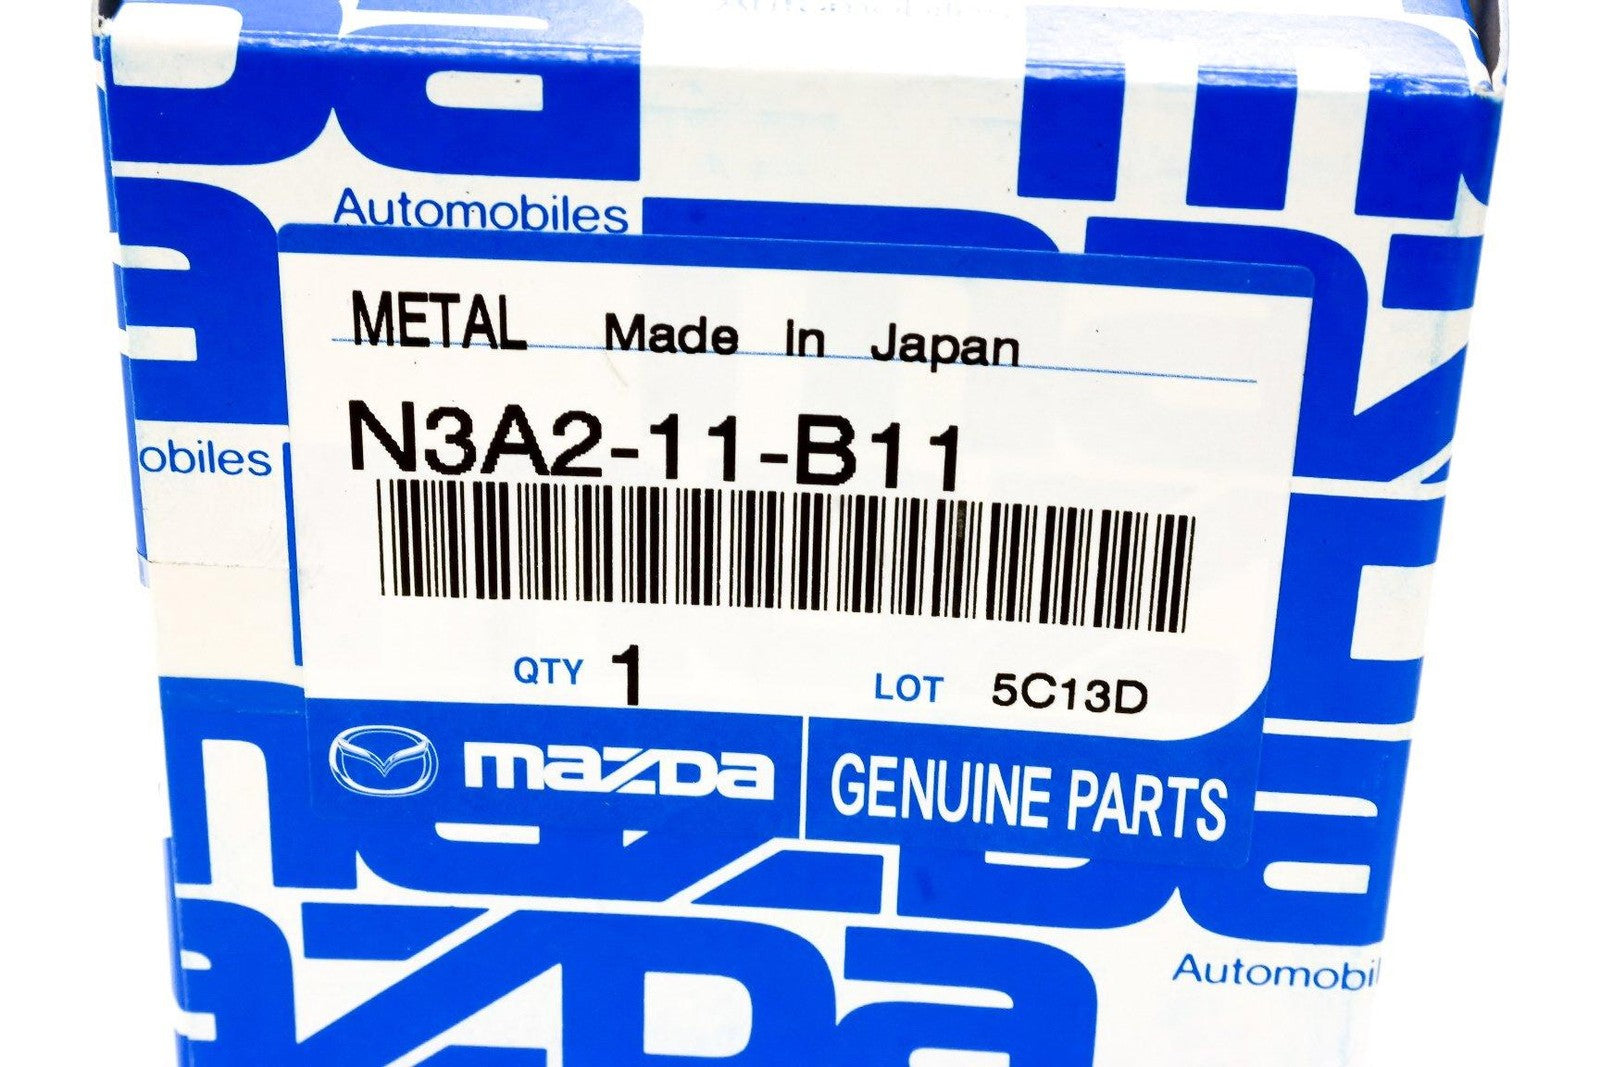 Automobiles
METAL Made In Japan
N3A2-11-B11
obiles
QTY 1 LOT 5C13D
mazda GENUINE PARTS
Automobil